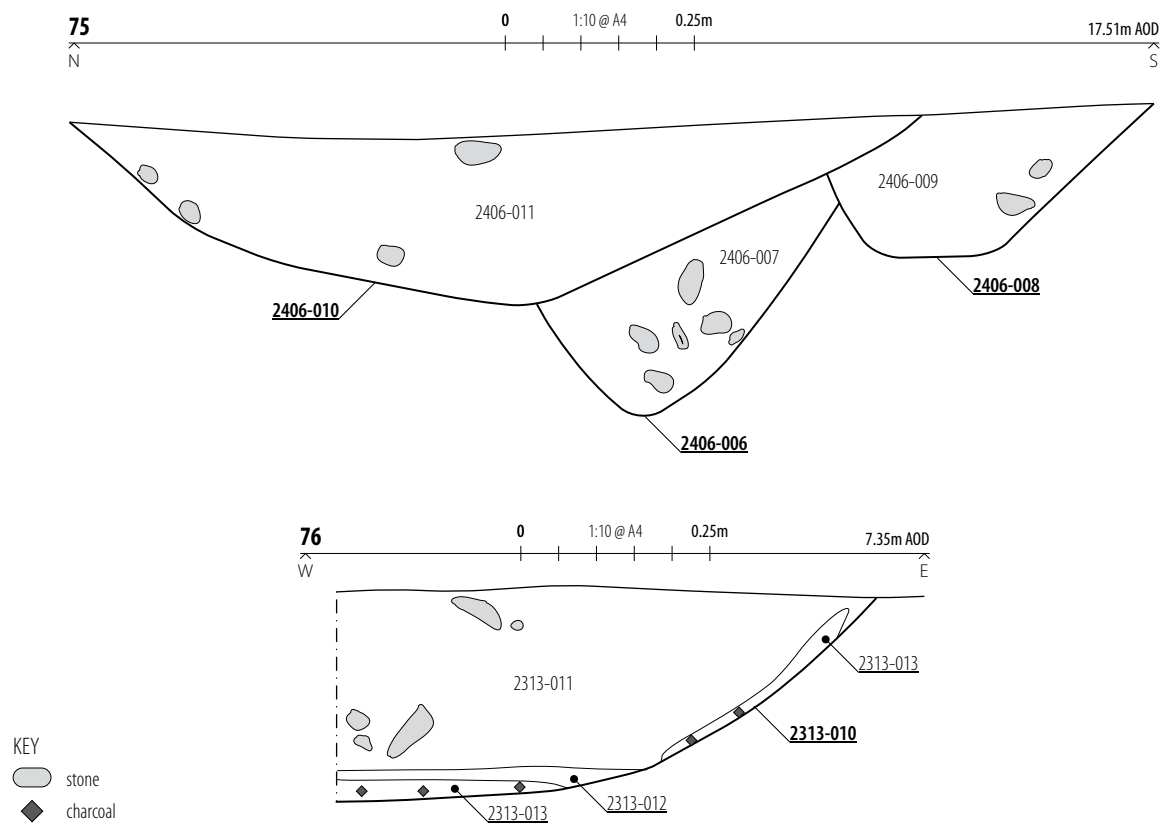 75
0 1:10 @ A4 0.25m
17.51m AOD
N
S
2406-009
2406-011
2406-007
2406-008
2406-010
2406-006
76
0 1:10 @ A4 0.25m
7.35m AOD
W
E
2313-013
2313-011
2313-010
KEY
stone
2313-012
2313-013
charcoal